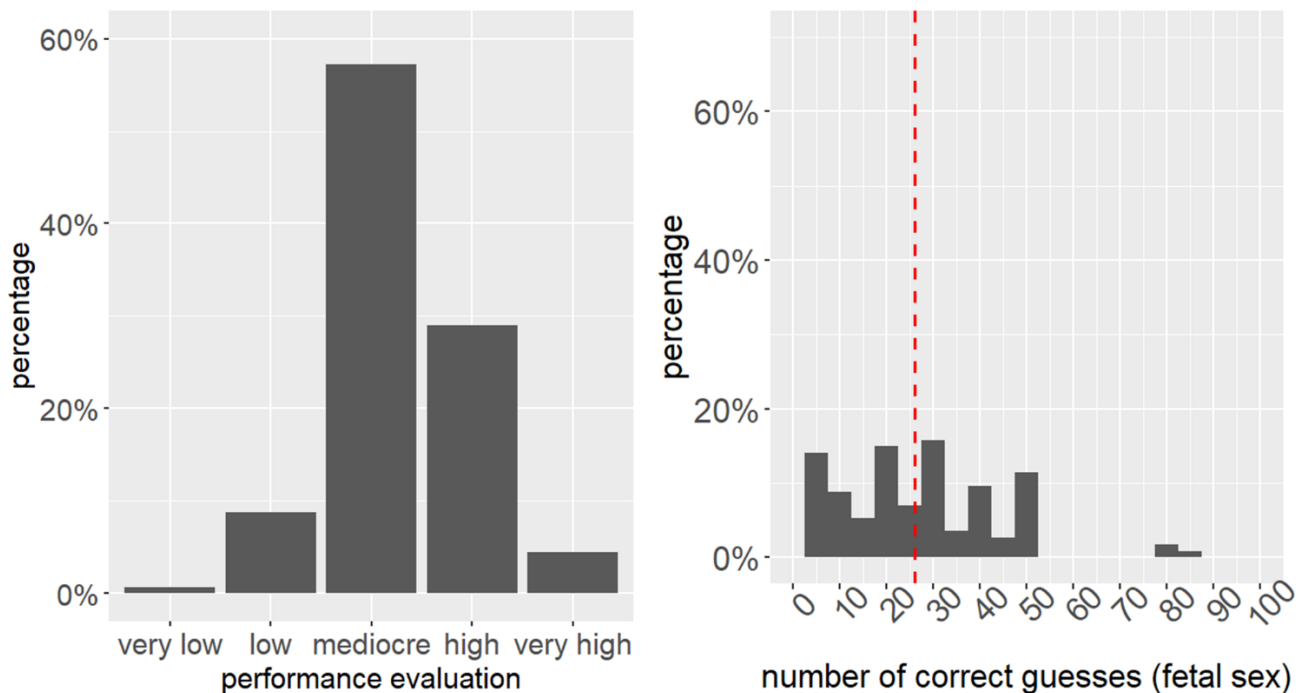 60%
40%
20%
0%
percentage
very low low mediocre high very high
performance evaluation
60%
40%
20%
0%
percentage
0 10 20 30 40 50 60 70 80 90 100
number of correct guesses (fetal sex)